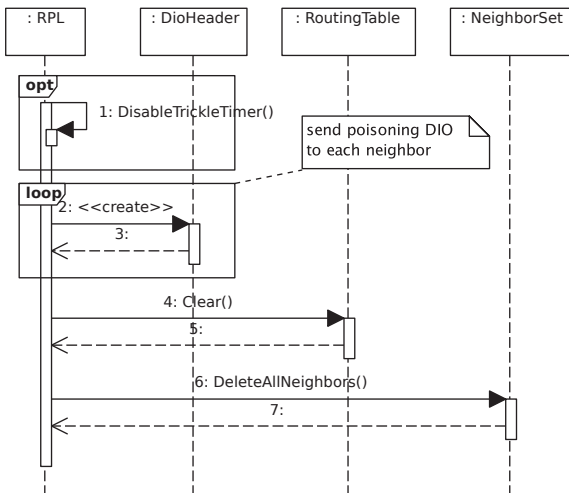 : RPL
: DioHeader
: RoutingTable
: NeighborSet
opt
1: DisableTrickleTimer()
send poisoning DIO
to each neighbor
loop
2: <<create>>
3:
4: Clear()
5:
6: DeleteAllNeighbors()
7: